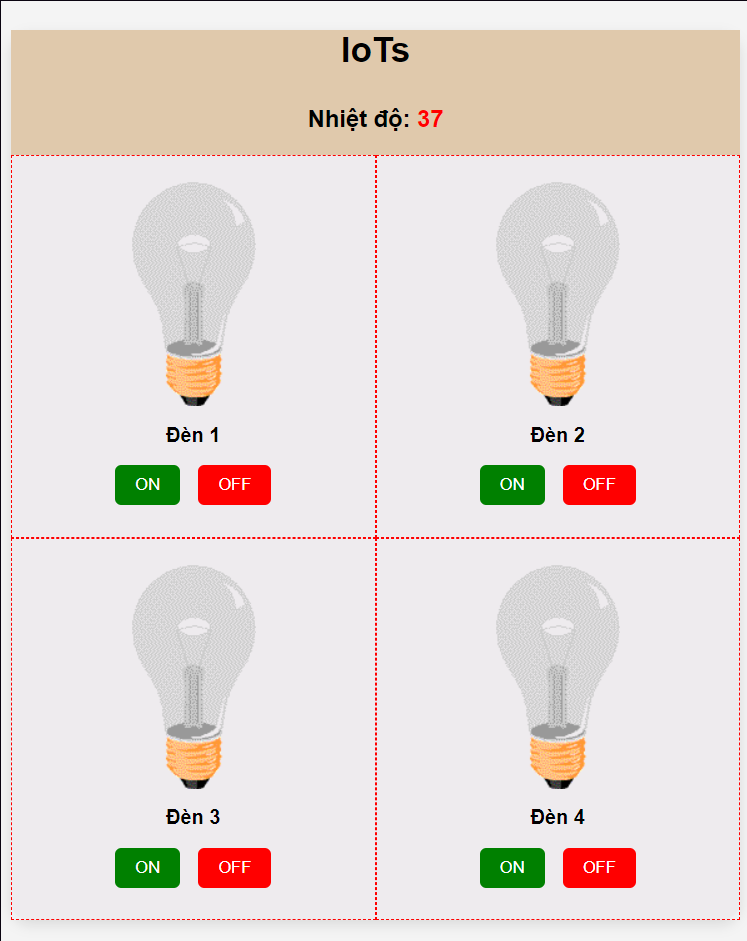 IoTs
Nhiệt độ: 37
Đèn 1
Đèn 2
ON OFF
ON OFF
Đèn 3
Đèn 4
ON OFF
ON OFF